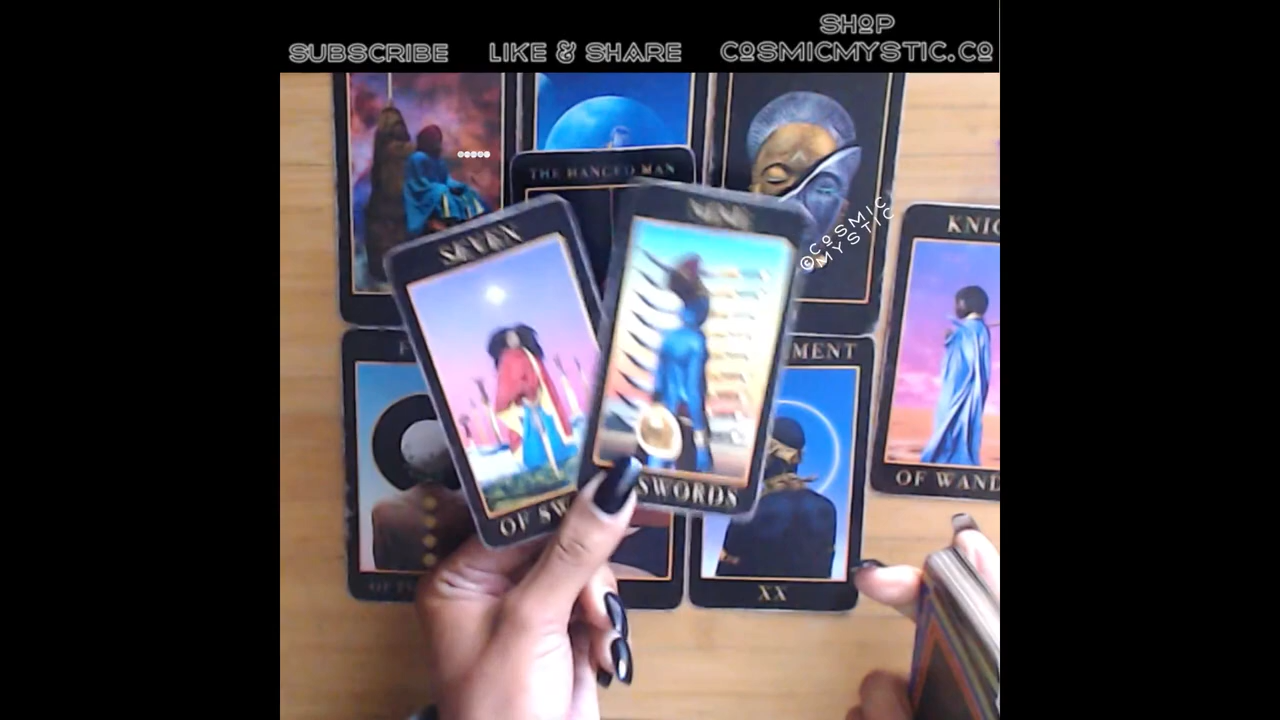 SHOP
SUBSCRIBE LIKE & SHARE COSMICMYSTIC.CO
THE HANGED MAN
©COSMIC
MYSTIC
SEVEN
NINE
KNIG
MENT
OF WAND
SWORDS
OF SW
XX